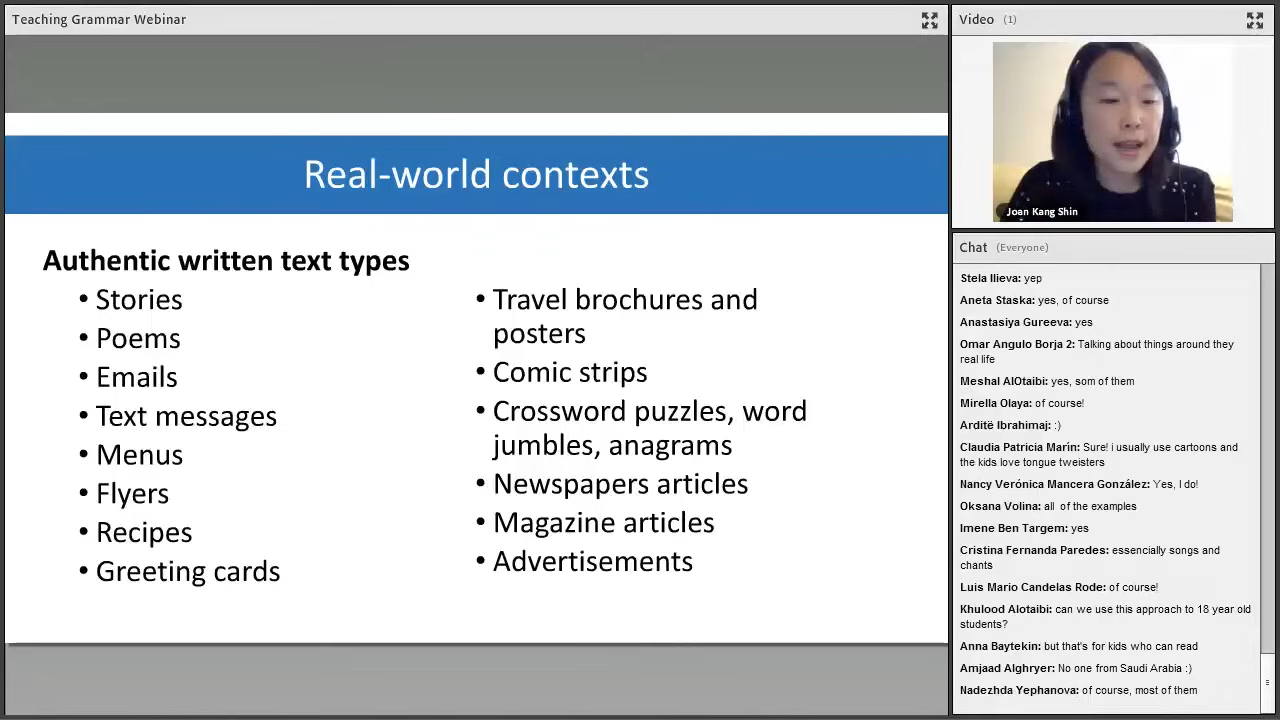 Teaching Grammar Webinar
Real-world contexts
Authentic written text types
• Stories
• Poems
• Emails
• Text messages
• Menus
• Flyers
• Recipes
• Greeting cards
• Travel brochures and
posters
• Comic strips
• Crossword puzzles, word
jumbles, anagrams
• Newspapers articles
• Magazine articles
• Advertisements
Video (1)
Joan Kang Shin
Chat (Everyone)
Stela Ilieva: yep
Aneta Staska: yes, of course
Anastasiya Gureeva: yes
Omar Angulo Borja 2: Talking about things around they
real life
Meshal AlOtaibi: yes, som of them
Mirella Olaya: of course!
Arditë Ibrahimaj: :)
Claudia Patricia Marín: Sure! i usually use cartoons and
the kids love tongue tweisters
Nancy Verónica Mancera González: Yes, I do!
Oksana Volina: all of the examples
Imene Ben Targem: yes
Cristina Fernanda Paredes: essencially songs and
chants
Luis Mario Candelas Rode: of course!
Khulood Alotaibi: can we use this approach to 18 year old
students?
Anna Baytekin: but that's for kids who can read
Amjaad Alghryer: No one from Saudi Arabia :)
Nadezhda Yephanova: of course, most of them